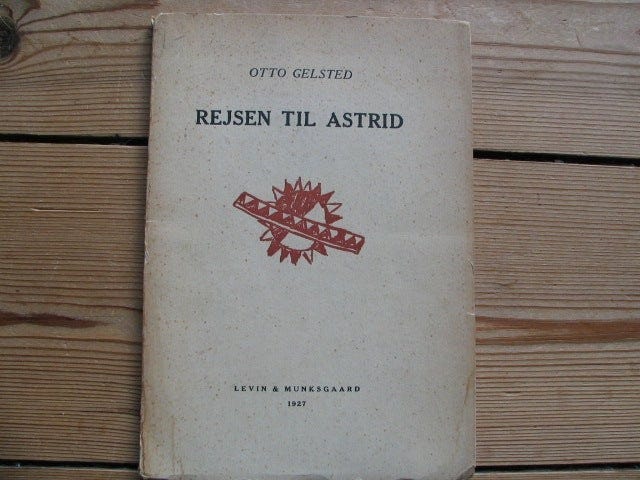 OTTO GELSTED
REJSEN TIL ASTRID
LEVIN & MUNKSGAARD
1927